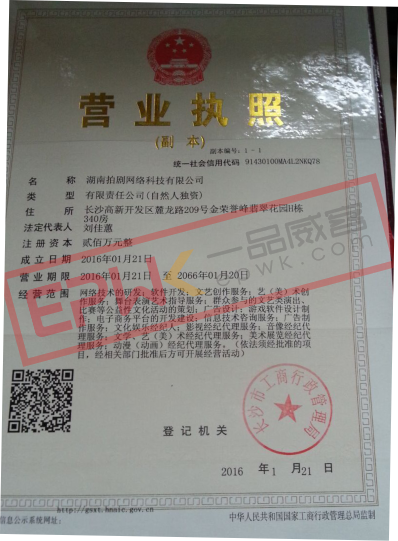 营业执照
(副 本)
副本编号：1 - 1
统一社会信用代码 91430100MA4L2NKQ78
名 称 湖南拍剧网络科技有限公司
类 型 有限责任公司(自然人独资)
住 所 长沙高新开发区麓龙路209号金荣誉峰翡翠花园H栋
340房
法定代表人 刘佳蕙
注册资本 贰佰万元整
成立日期 2016年01月21日
营业期限 2016年01月21日 至 2066年01月20日
经营范围 网络技术的研发；软件开发；文艺创作服务；艺（美）术创
作服务；舞台表演艺术指导服务；群众参与的文艺类演出、
比赛等公益性文化活动的策划；广告设计；游戏软件设计制
作；电子商务平台的开发建设；信息技术咨询服务；广告制
作服务；文化娱乐经纪人；影视经纪代理服务；音像经纪代
理服务；文学、艺（美）术经纪代理服务；美术展览经纪代
理服务；动漫（动画）经纪代理服务。（依法须经批准的项
目，经相关部门批准后方可开展经营活动）
一品威客
EPWK
登记机关
长沙市工商行政管理局
2016 年 1 月 21 日
http://gsxt.hnaic.gov.cn
信息公示系统网址：
中华人民共和国国家工商行政管理总局监制